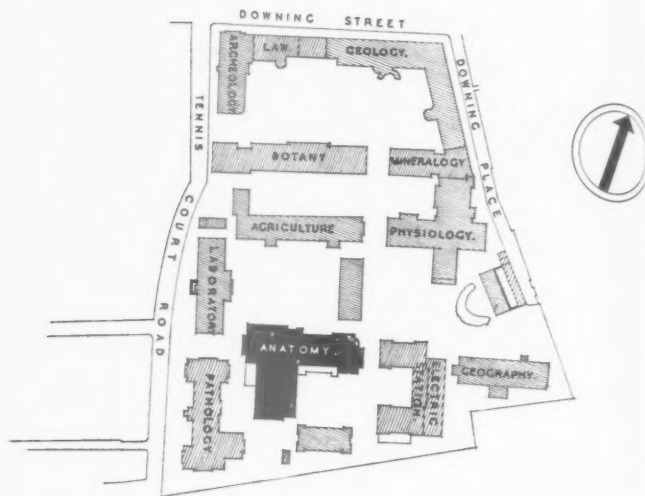 DOWNING STREET
ARCHEOLOGY
LAW.
GEOLOGY.
DOWNING PLACE
TENNIS COURT ROAD
BOTANY
MINERALOGY
AGRICULTURE
PHYSIOLOGY.
LABORATORY
ANATOMY.
PATHOLOGY
ELECTRIC
STATION.
GEOGRAPHY.